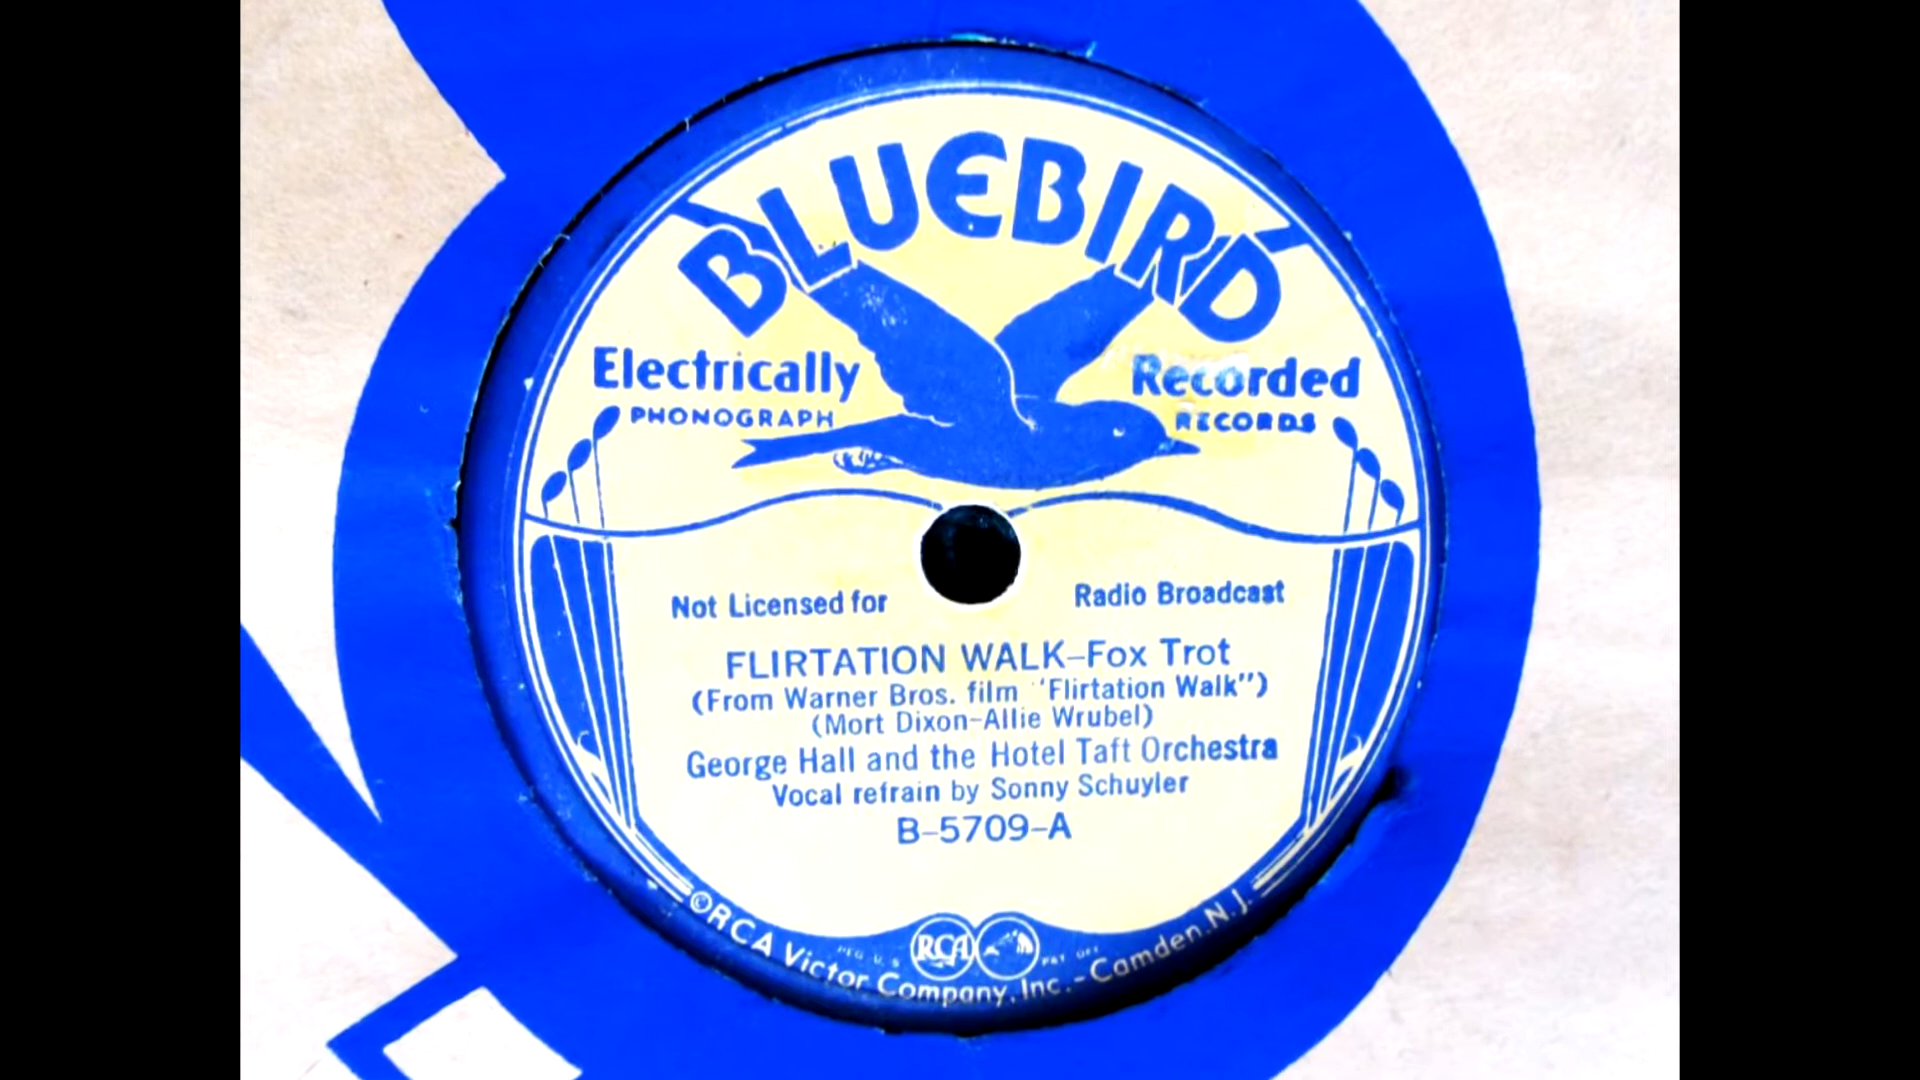 BLUEBIRD
Electrically Recorded
PHONOGRAPH RECORDS
Not Licensed for Radio Broadcast
FLIRTATION WALK–Fox Trot
(From Warner Bros. film "Flirtation Walk")
(Mort Dixon–Allie Wrubel)
George Hall and the Hotel Taft Orchestra
Vocal refrain by Sonny Schuyler
B–5709–A
RCA
©RCA Victor Company, Inc.-Camden, N.J.